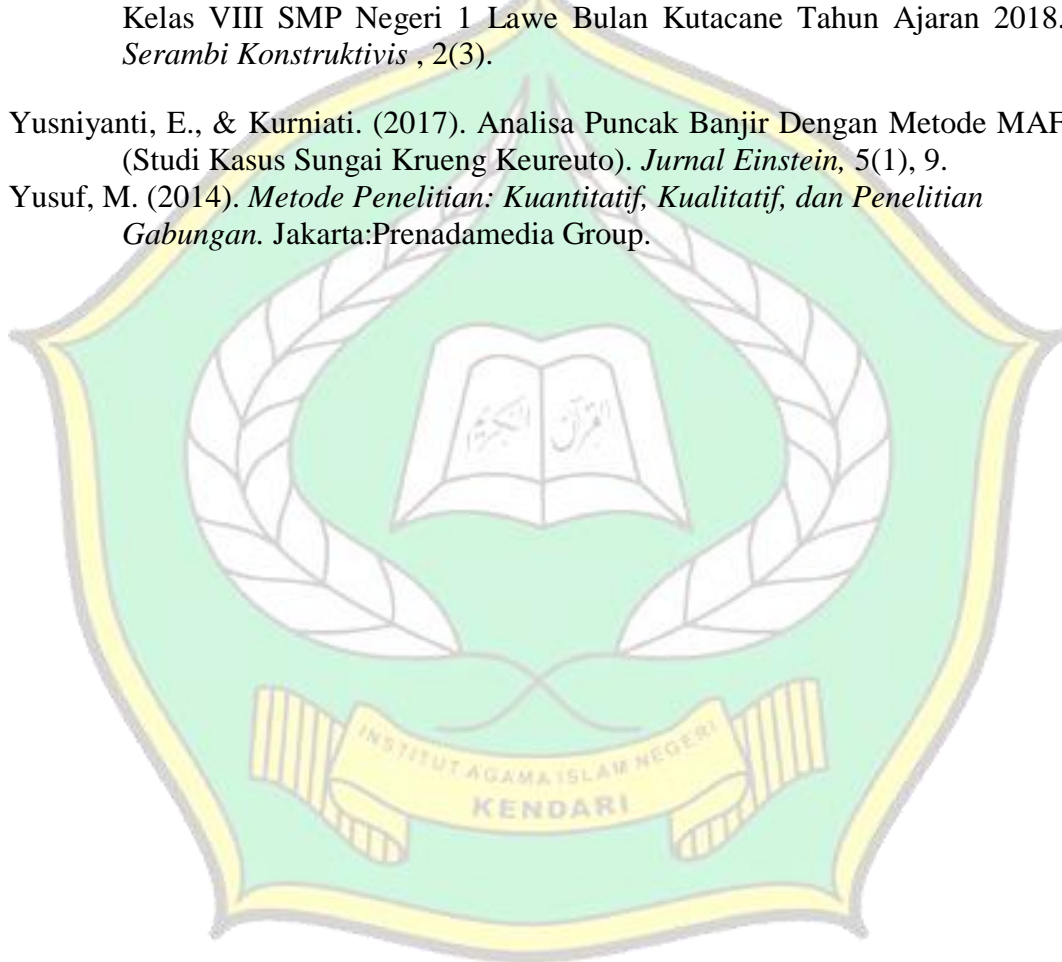 Kelas VIII SMP Negeri 1 Lawe Bulan Kutacane Tahun Ajaran 2018.
Serambi Konstruktivis , 2(3).
Yusniyanti, E., & Kurniati. (2017). Analisa Puncak Banjir Dengan Metode MAF
(Studi Kasus Sungai Krueng Keureuto). Jurnal Einstein, 5(1), 9.
Yusuf, M. (2014). Metode Penelitian: Kuantitatif, Kualitatif, dan Penelitian
Gabungan. Jakarta:Prenadamedia Group.
القرآن الكريم
INSTITUT AGAMA ISLAM NEGERI
KENDARI